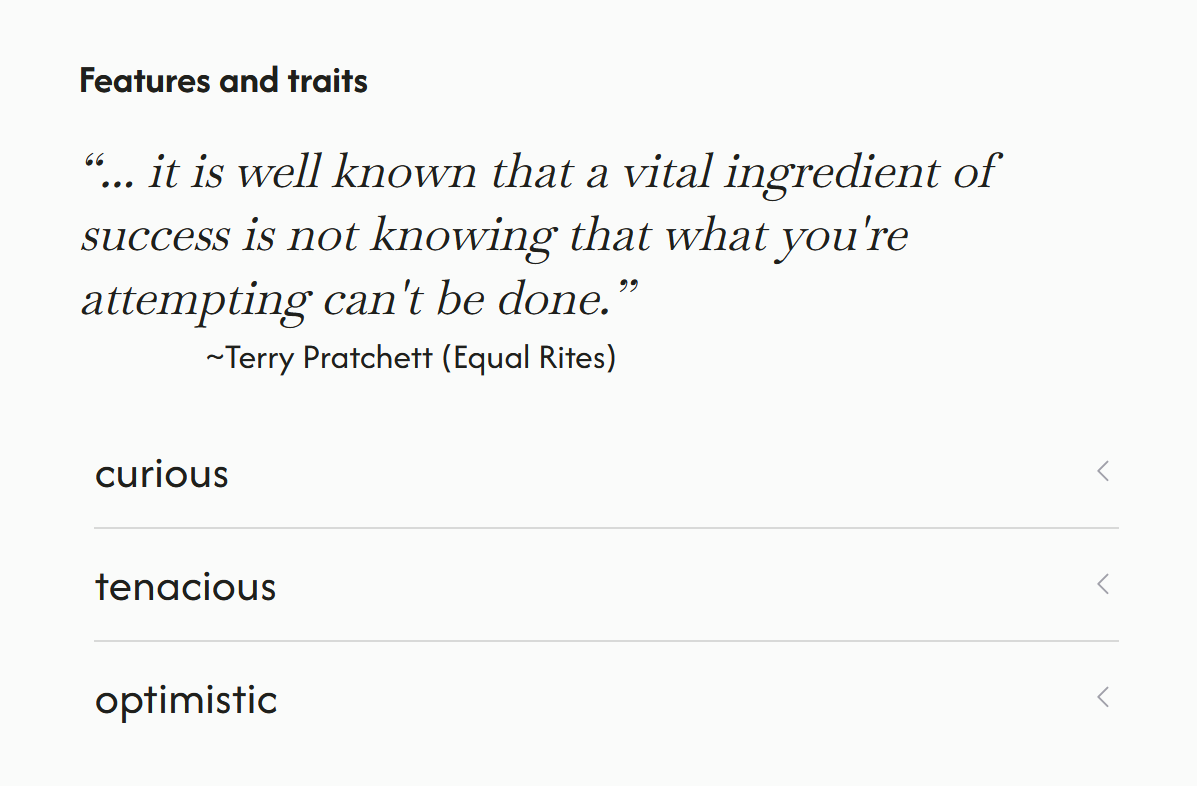 Features and traits
“... it is well known that a vital ingredient of
success is not knowing that what you're
attempting can't be done.”
~Terry Pratchett (Equal Rites)
curious
tenacious
optimistic